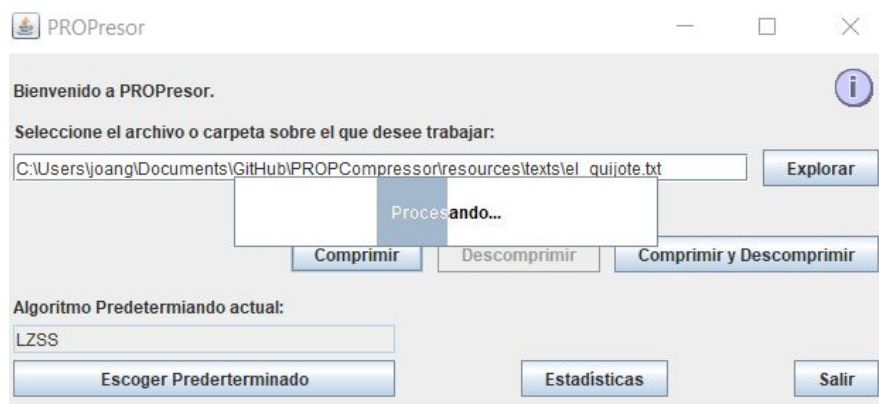 PROPresor
Bienvenido a PROPresor.
Seleccione el archivo o carpeta sobre el que desee trabajar:
C:\Users\joang\Documents\GitHub\PROPCompressor\resources\texts\el_quijote.txt
Explorar
Procesando...
Comprimir
Descomprimir
Comprimir y Descomprimir
Algoritmo Predetermiando actual:
LZSS
Escoger Prederterminado
Estadísticas
Salir